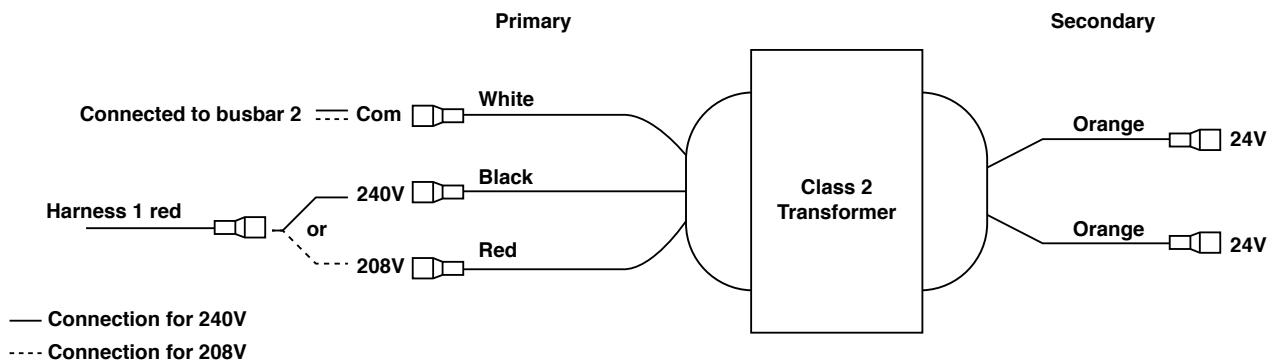 Primary
Secondary
Connected to busbar 2
Com
White
Orange
24V
240V
Black
Class 2
Transformer
Harness 1 red
or
208V
Red
Orange
24V
Connection for 240V
Connection for 208V